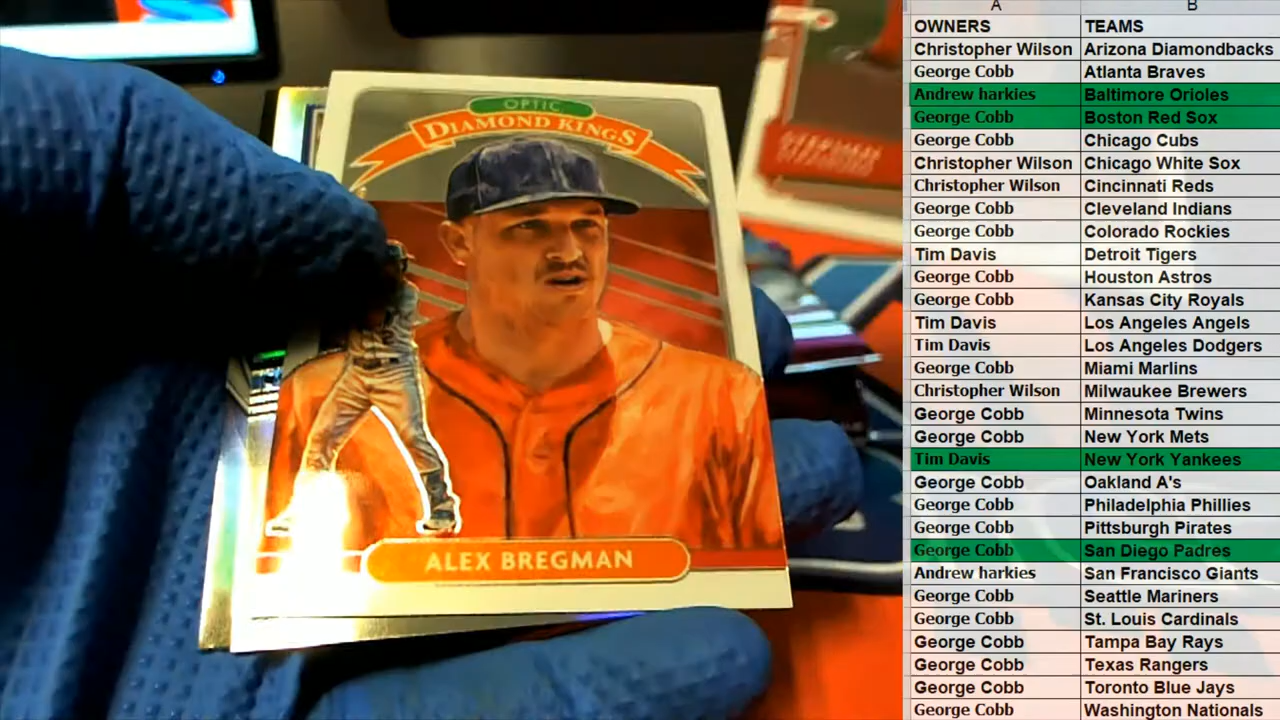 OPTIC
DIAMOND KINGS
ALEX BREGMAN
A B
OWNERS TEAMS
Christopher Wilson Arizona Diamondbacks
George Cobb Atlanta Braves
Andrew harkies Baltimore Orioles
George Cobb Boston Red Sox
George Cobb Chicago Cubs
Christopher Wilson Chicago White Sox
Christopher Wilson Cincinnati Reds
George Cobb Cleveland Indians
George Cobb Colorado Rockies
Tim Davis Detroit Tigers
George Cobb Houston Astros
George Cobb Kansas City Royals
Tim Davis Los Angeles Angels
Tim Davis Los Angeles Dodgers
George Cobb Miami Marlins
Christopher Wilson Milwaukee Brewers
George Cobb Minnesota Twins
George Cobb New York Mets
Tim Davis New York Yankees
George Cobb Oakland A's
George Cobb Philadelphia Phillies
George Cobb Pittsburgh Pirates
George Cobb San Diego Padres
Andrew harkies San Francisco Giants
George Cobb Seattle Mariners
George Cobb St. Louis Cardinals
George Cobb Tampa Bay Rays
George Cobb Texas Rangers
George Cobb Toronto Blue Jays
George Cobb Washington Nationals